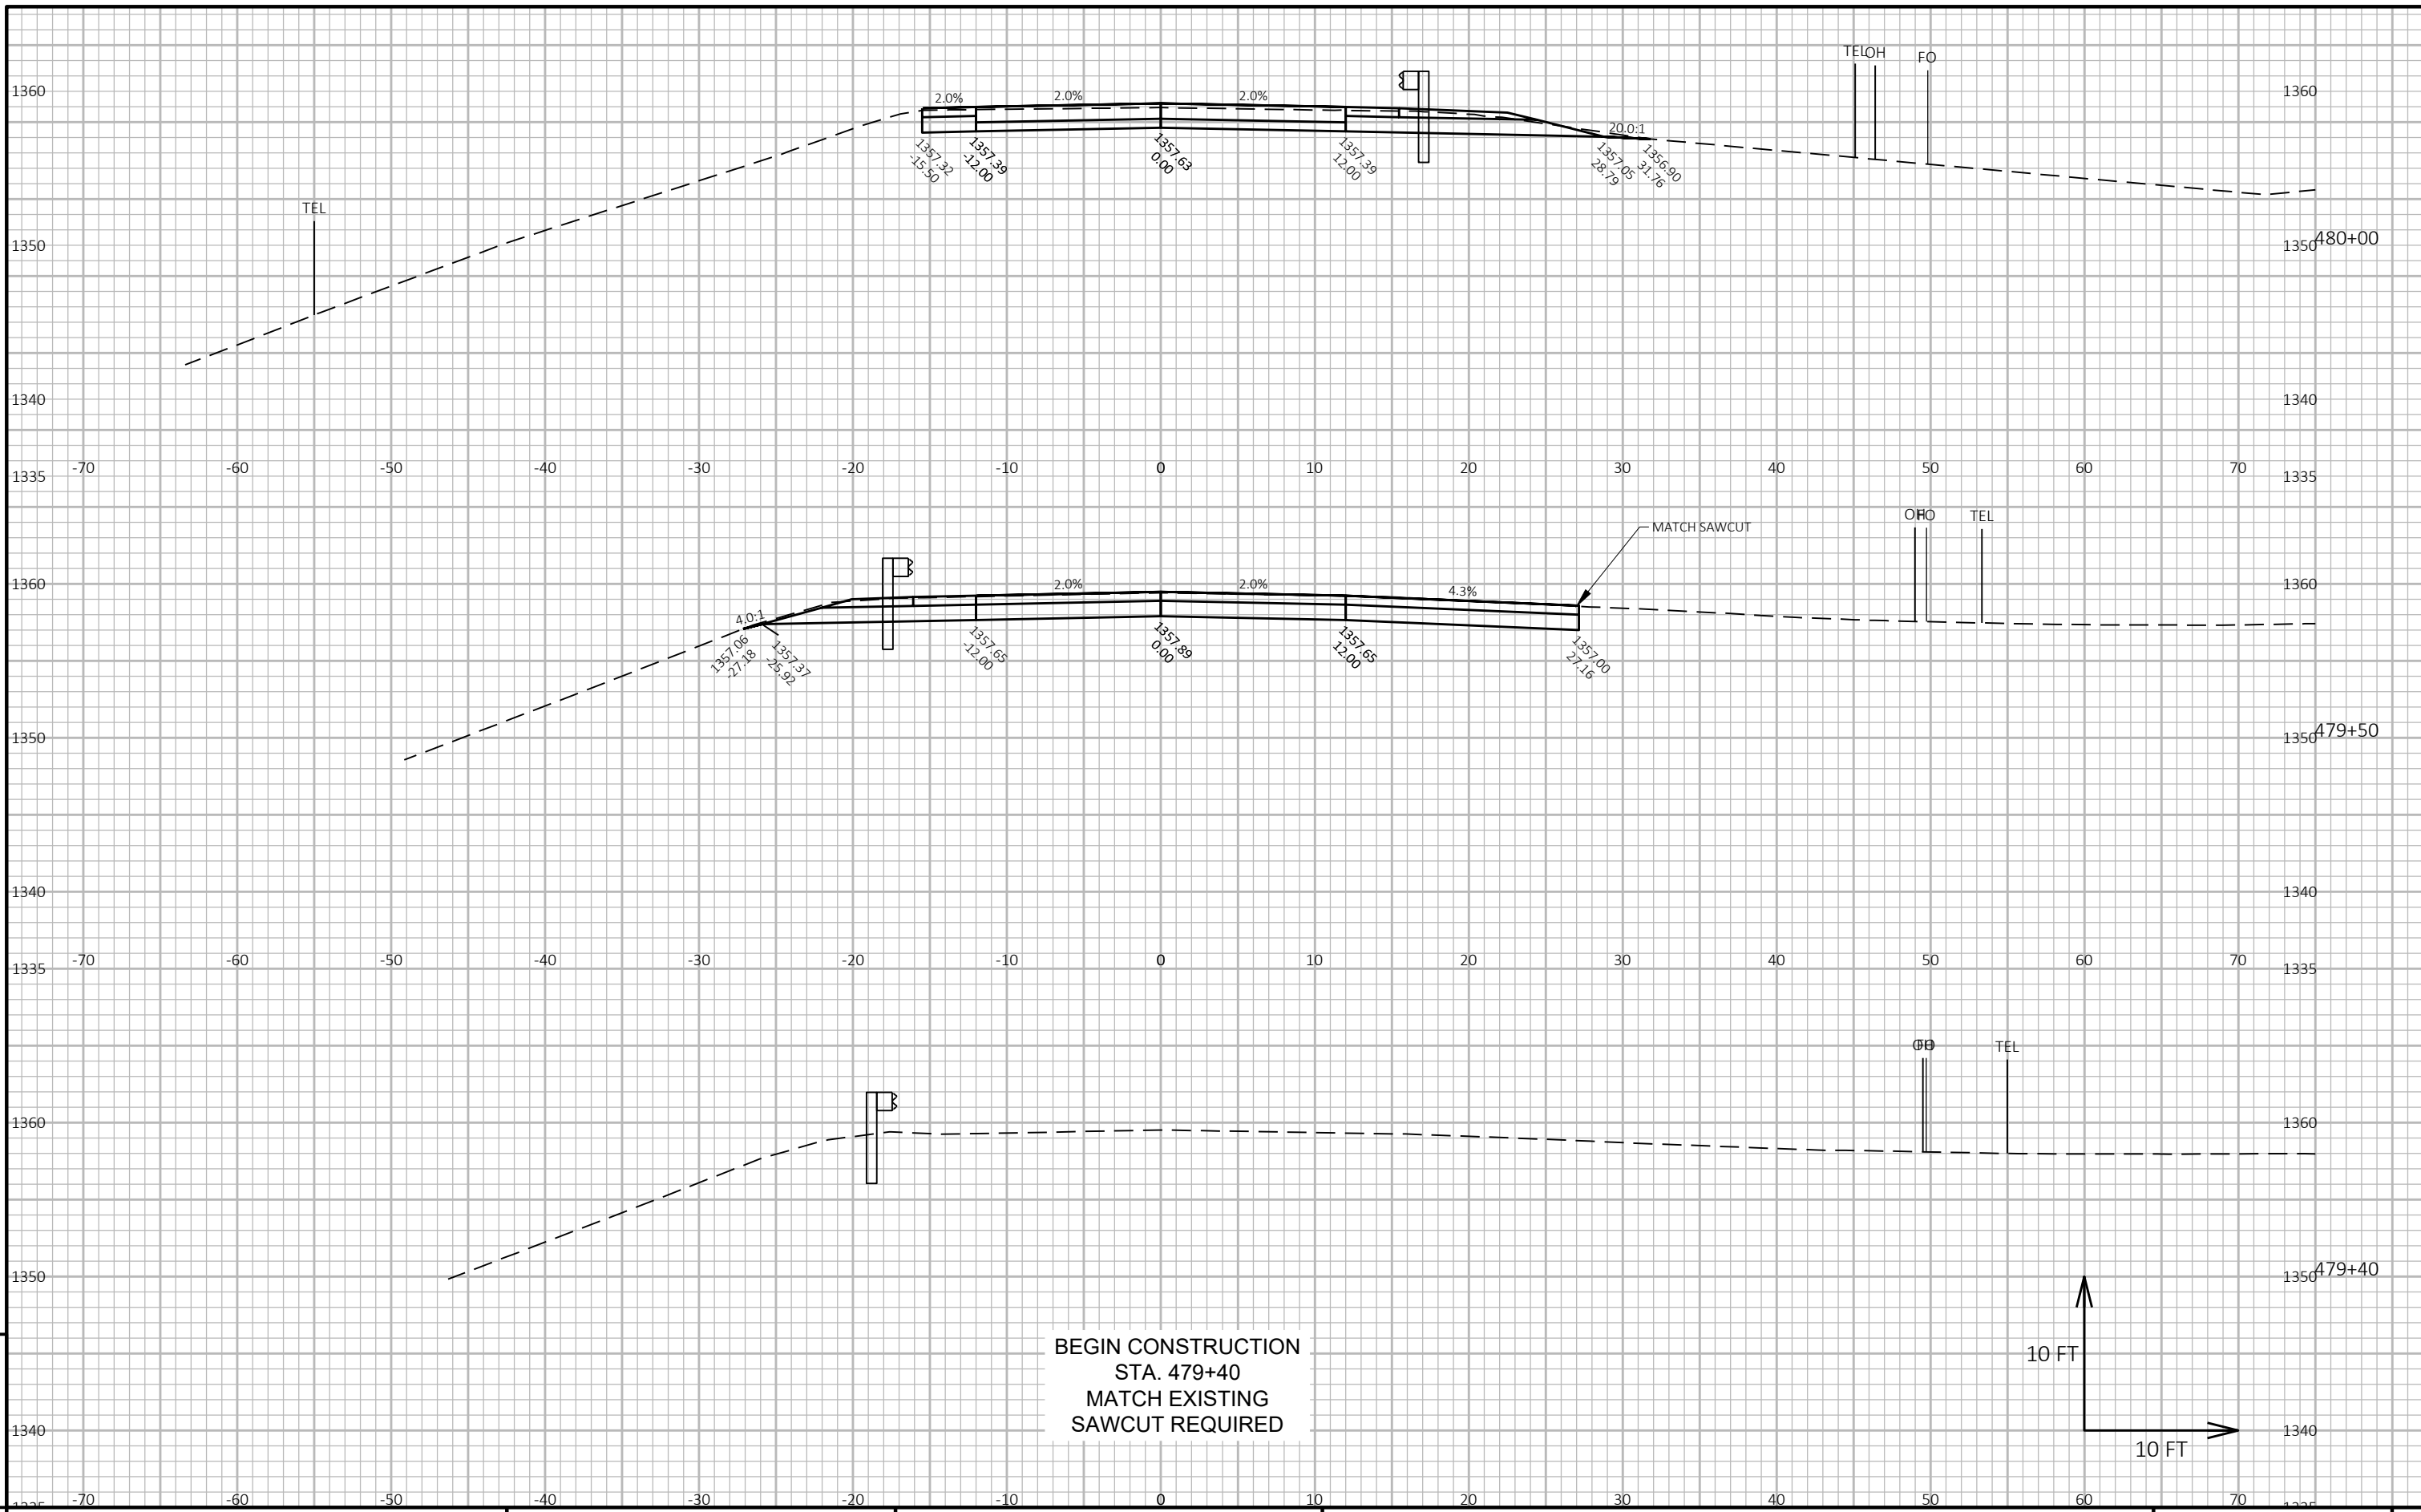 TEL OH FO
1360 2.0% 2.0% 2.0% 1360
20.0:1
1357.32 1357.39 1357.63 1357.39 1357.05 1356.90
-15.50 -12.00 0.00 12.00 28.79 31.76
TEL
1350 1350 480+00
1340 1340
-70 -60 -50 -40 -30 -20 -10 0 10 20 30 40 50 60 70
1335 1335
OH FO TEL
MATCH SAWCUT
1360 2.0% 2.0% 4.3% 1360
4.0:1
1357.06 1357.37 1357.65 1357.89 1357.65 1357.00
-27.18 -25.92 -12.00 0.00 12.00 27.16
1350 1350 479+50
1340 1340
-70 -60 -50 -40 -30 -20 -10 0 10 20 30 40 50 60 70
1335 1335
OH FO TEL
1360 1360
1350 1350 479+40
BEGIN CONSTRUCTION
STA. 479+40
MATCH EXISTING
SAWCUT REQUIRED
10 FT
1340 1340
10 FT
-70 -60 -50 -40 -30 -20 -10 0 10 20 30 40 50 60 70
1335 1335